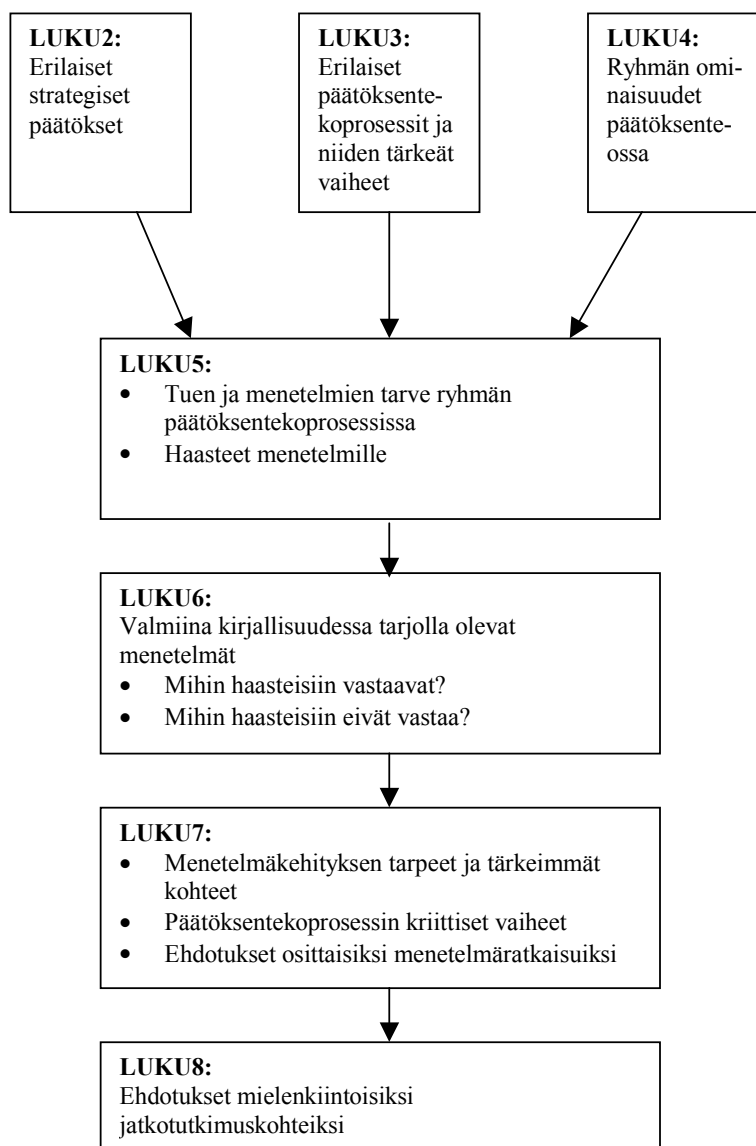 LUKU2:
Erilaiset
strategiset
päätökset
LUKU3:
Erilaiset
päätöksente-
koprosessit ja
niiden tärkeät
vaiheet
LUKU4:
Ryhmän omi-
naisuudet
päätöksente-
ossa
LUKU5:
• Tuen ja menetelmien tarve ryhmän
päätöksentekoprosessissa
• Haasteet menetelmille
LUKU6:
Valmiina kirjallisuudessa tarjolla olevat
menetelmät
• Mihin haasteisiin vastaavat?
• Mihin haasteisiin eivät vastaa?
LUKU7:
• Menetelmäkehityksen tarpeet ja tärkeimmät
kohteet
• Päätöksentekoprosessin kriittiset vaiheet
• Ehdotukset osittaisiksi menetelmäratkaisuiksi
LUKU8:
Ehdotukset mielenkiintoisiksi
jatkotutkimuskohteiksi